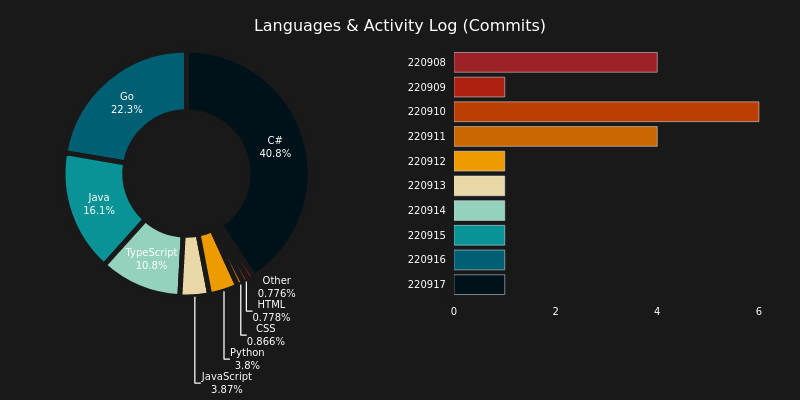 Languages & Activity Log (Commits)
Go
22.3%
C#
40.8%
Java
16.1%
TypeScript
10.8%
Other
0.776%
HTML
0.778%
CSS
0.866%
Python
3.8%
JavaScript
3.87%
220908
220909
220910
220911
220912
220913
220914
220915
220916
220917
0 2 4 6